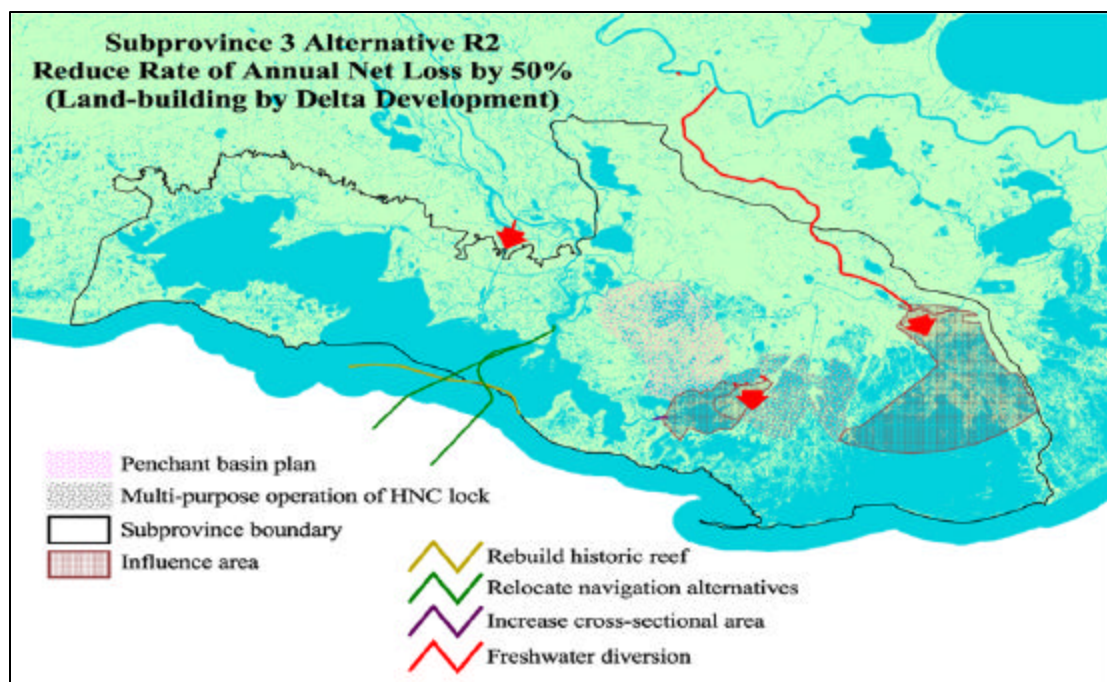 Subprovince 3 Alternative R2
Reduce Rate of Annual Net Loss by 50%
(Land-building by Delta Development)
Penchant basin plan
Multi-purpose operation of HNC lock
Subprovince boundary
Influence area
Rebuild historic reef
Relocate navigation alternatives
Increase cross-sectional area
Freshwater diversion